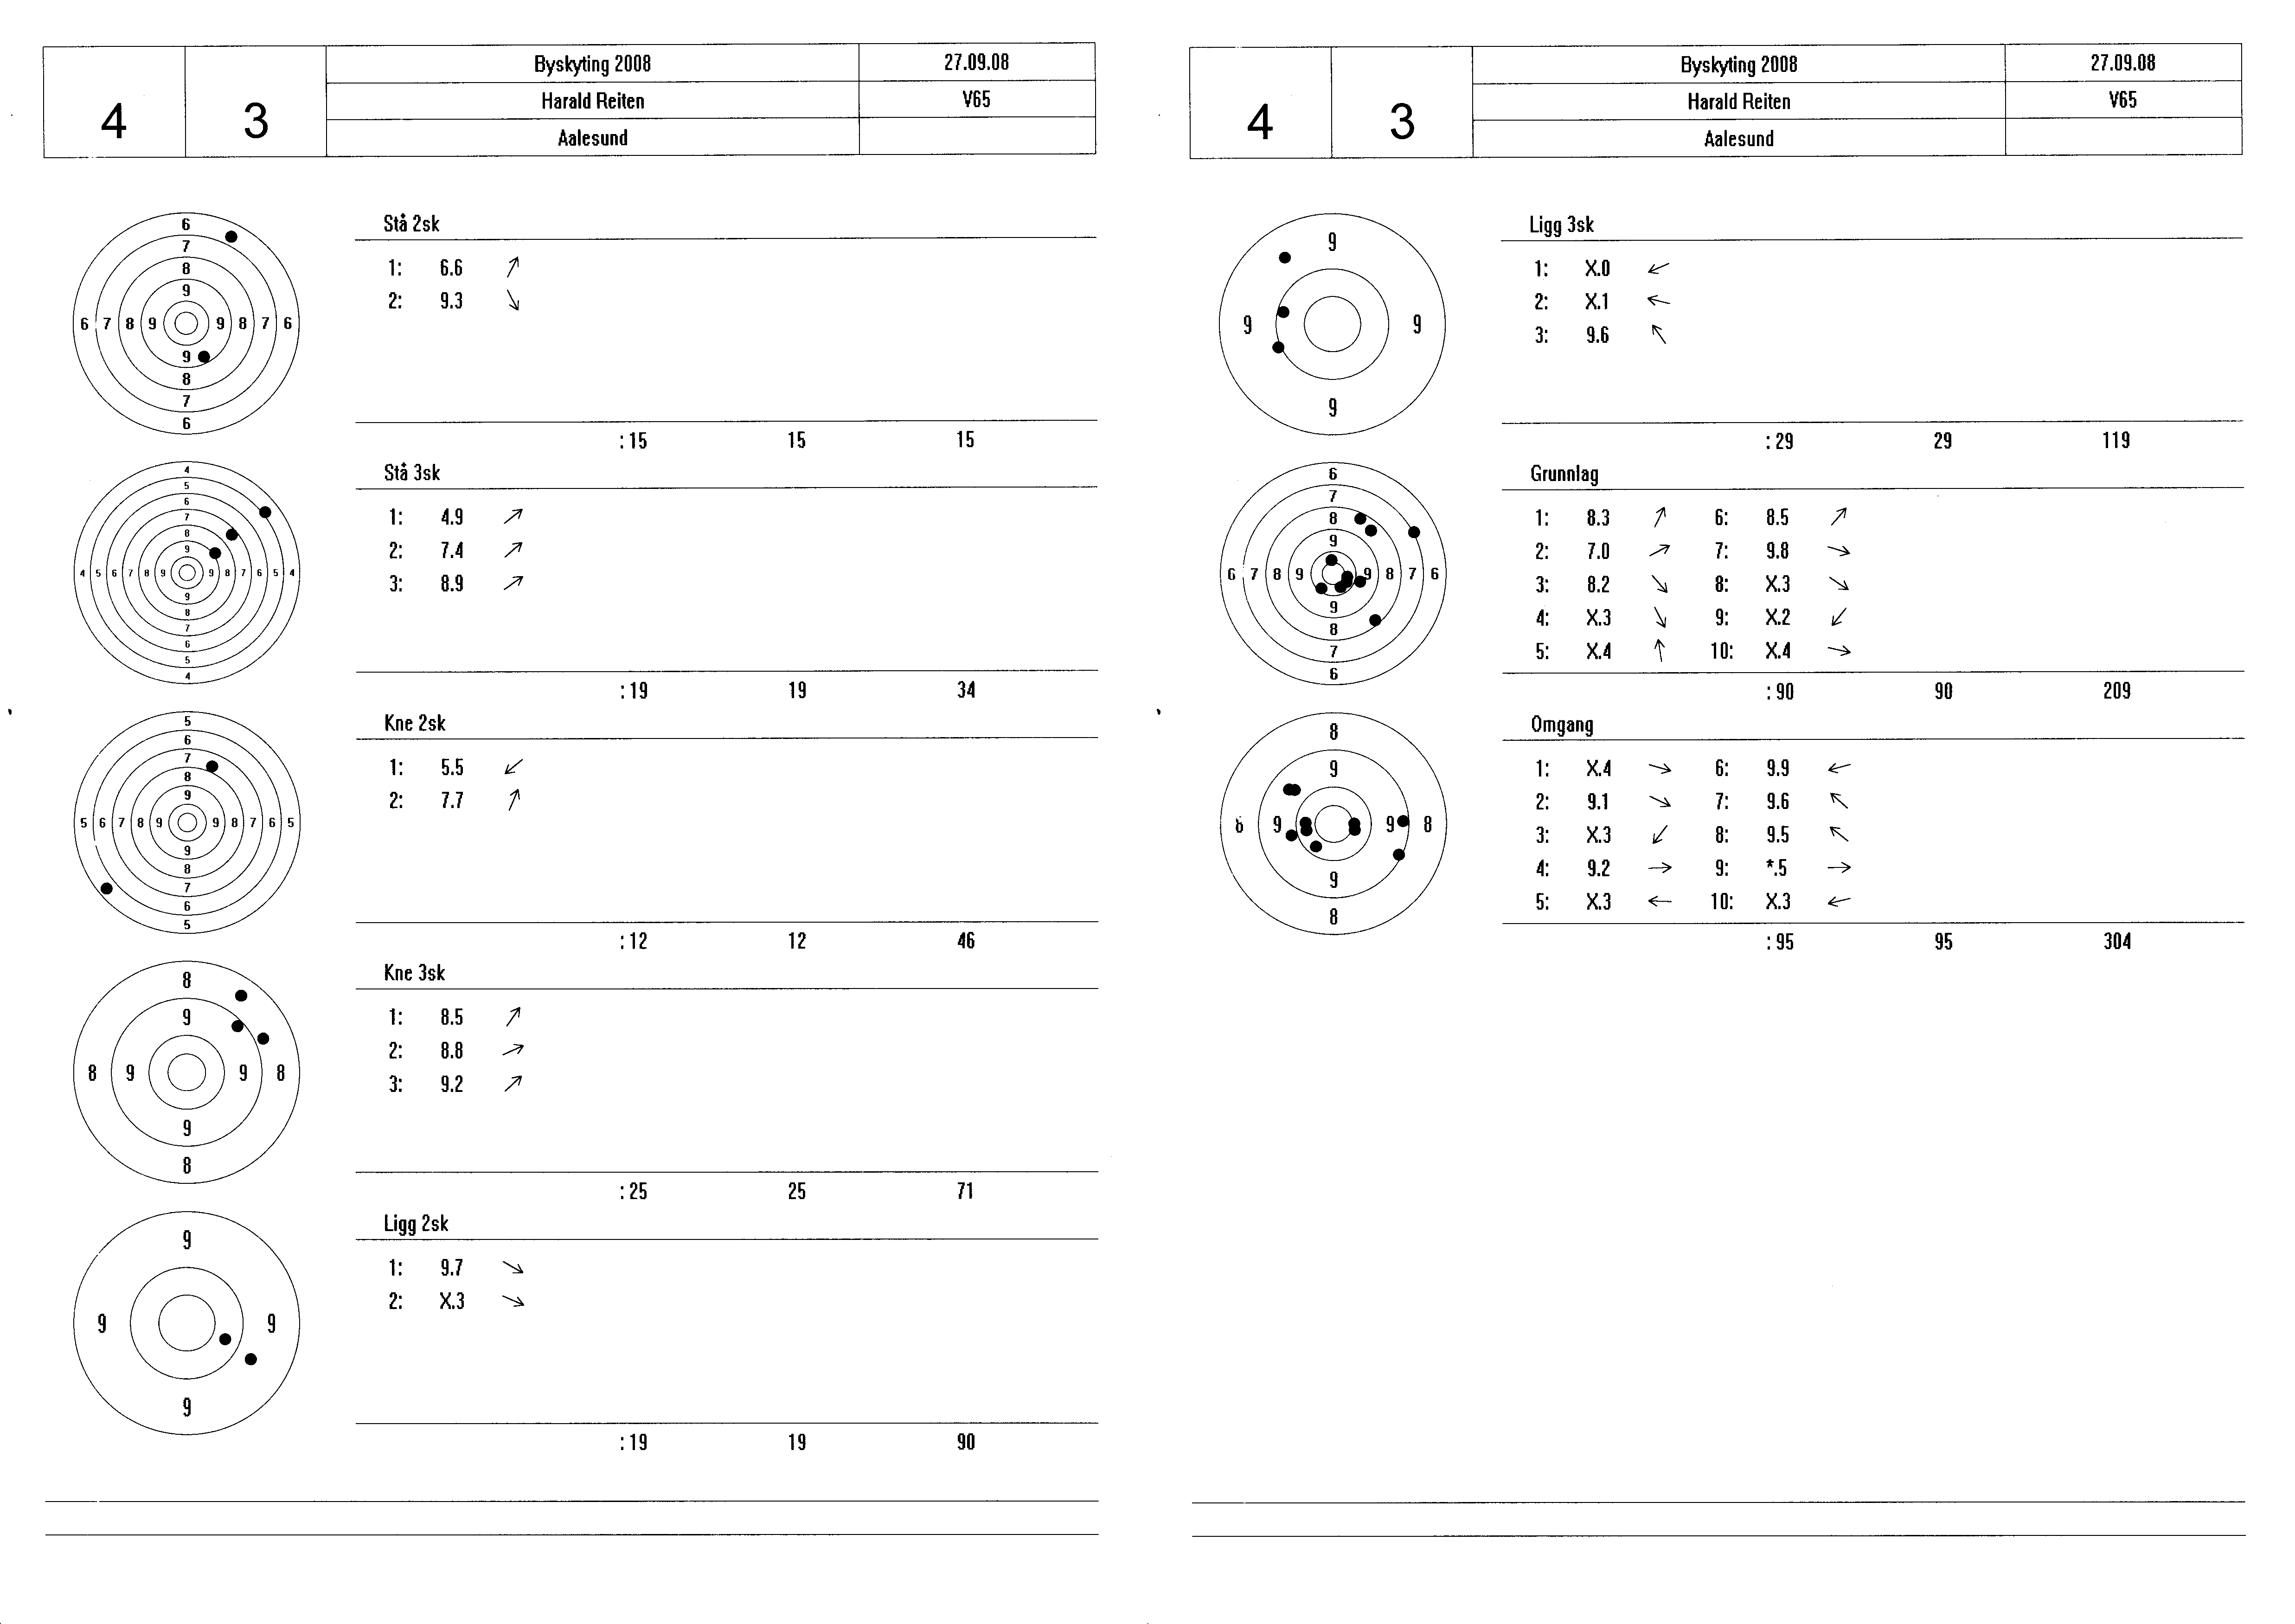 4 3 Byskyting 2008 27.09.08
Harald Reiten V65
Aalesund
Stå 2sk
1: 6.6 ↗
2: 9.3 ↘
6
7
8
9
6 7 8 9 9 8 7 6
9
8
7
6
: 15 15 15
Stå 3sk
1: 4.9 ↗
2: 7.4 ↗
3: 8.9 ↗
4
5
6
7
8
9
4 5 6 7 8 9 9 8 7 6 5 4
9
8
7
6
5
4
: 19 19 34
Kne 2sk
1: 5.5 ↙
2: 7.7 ↗
5
6
7
8
9
5 6 7 8 9 9 8 7 6 5
9
8
7
6
5
: 12 12 46
Kne 3sk
1: 8.5 ↗
2: 8.8 ↗
3: 9.2 ↗
8
9
8 9 9 8
9
8
: 25 25 71
Ligg 2sk
1: 9.7 ↘
2: X.3 ↘
9
9 9
9
: 19 19 90
4 3 Byskyting 2008 27.09.08
Harald Reiten V65
Aalesund
Ligg 3sk
1: X.0 ↙
2: X.1 ←
3: 9.6 ↖
9
9 9
9
: 29 29 119
Grunnlag
1: 8.3 ↗ 6: 8.5 ↗
2: 7.0 ↗ 7: 9.8 →
3: 8.2 ↘ 8: X.3 ↘
4: X.3 ↘ 9: X.2 ↙
5: X.4 ↑ 10: X.4 →
6
7
8
9
6 7 8 9 9 8 7 6
9
8
7
6
: 90 90 209
Omgang
1: X.4 → 6: 9.9 ←
2: 9.1 ↘ 7: 9.6 ↖
3: X.3 ↙ 8: 9.5 ↖
4: 9.2 → 9: *.5 →
5: X.3 ← 10: X.3 ←
8
9
8 9 9 8
9
8
: 95 95 304